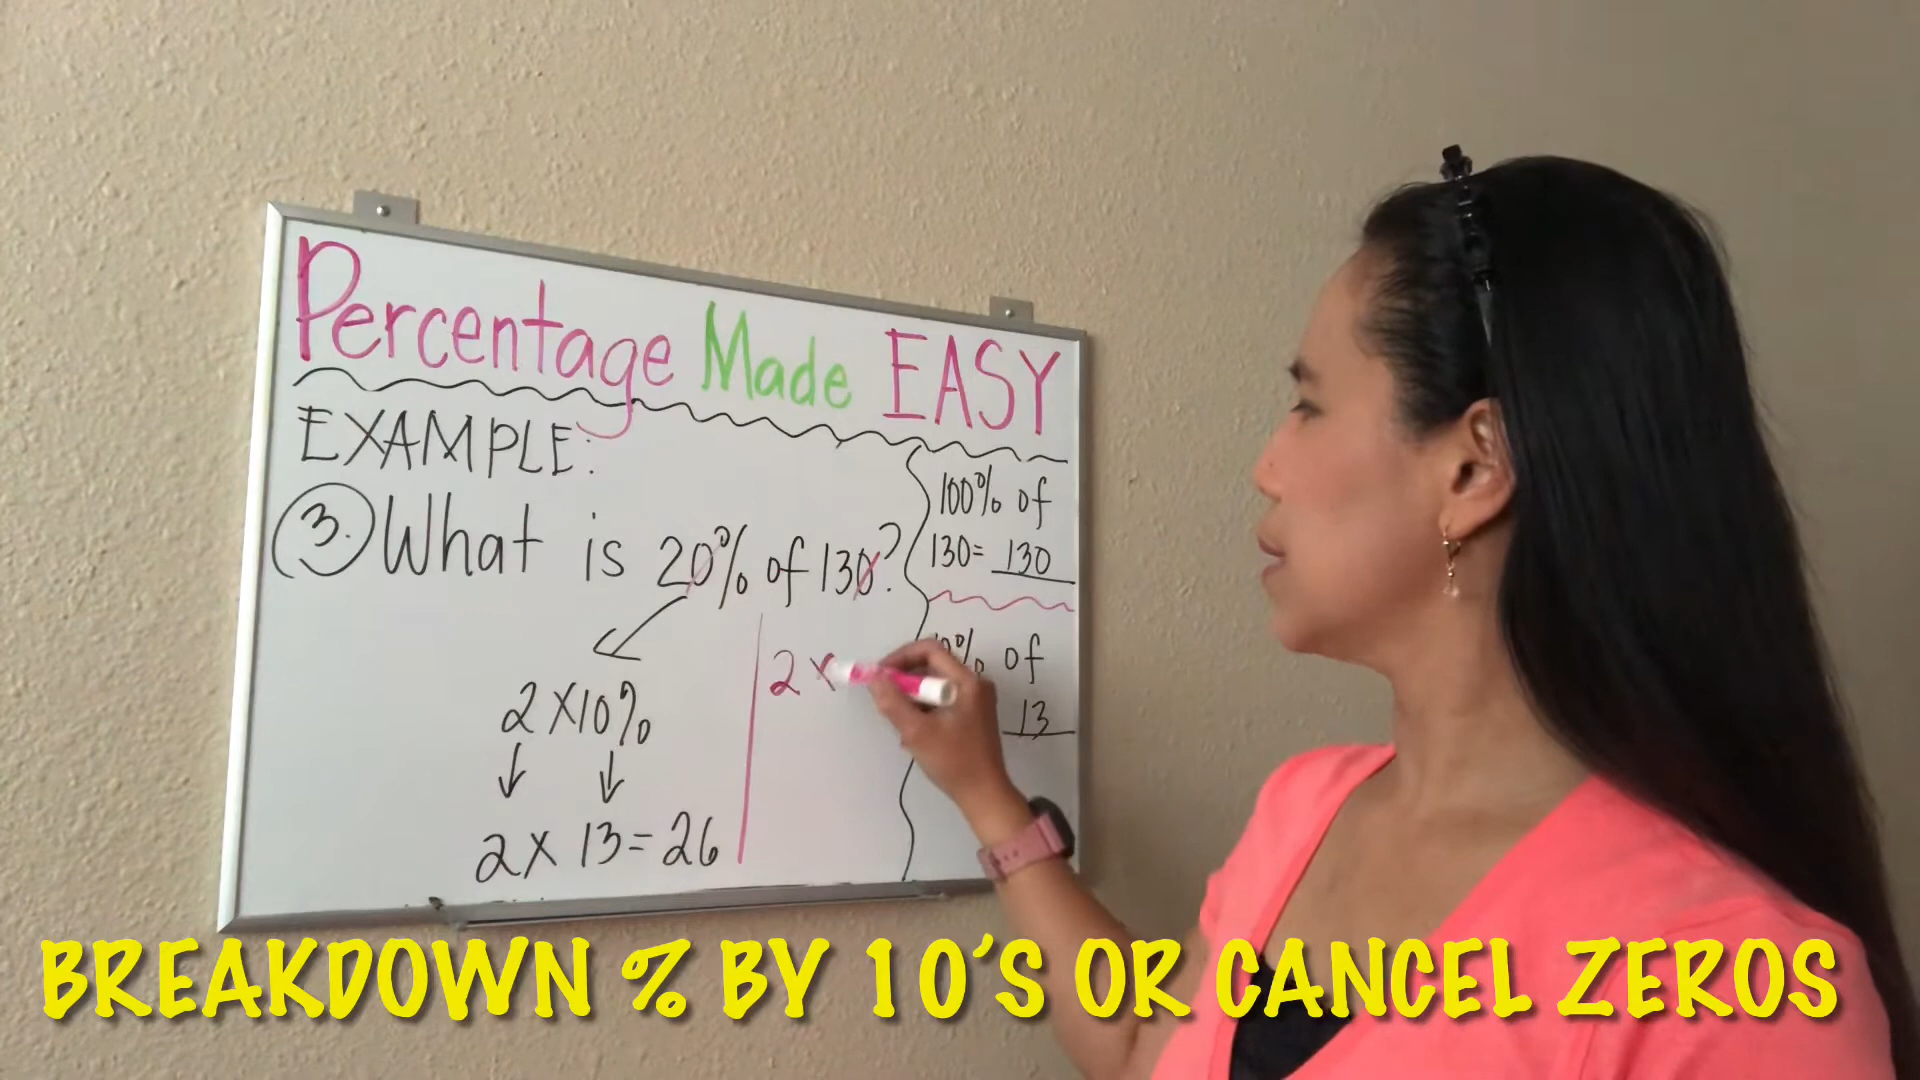 Percentage Made EASY
EXAMPLE:
3. What is 20% of 130?
2 X 10%
2 X 13 = 26
2 X
100% of
130 = 130
% of
13
BREAKDOWN % BY 10'S OR CANCEL ZEROS